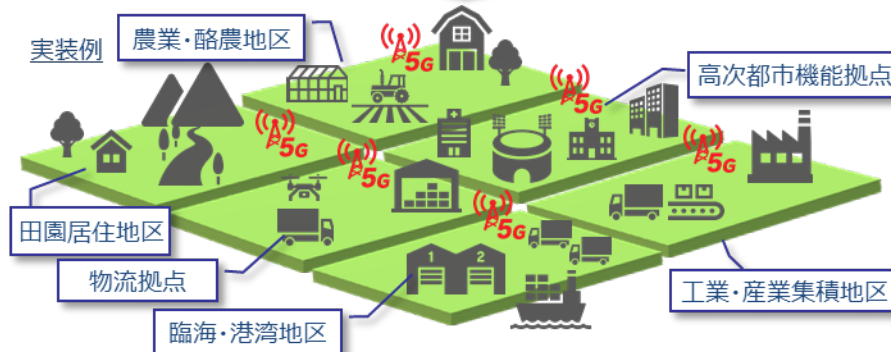 実装例
農業・酪農地区
5G
5G
高次都市機能拠点
5G
5G
5G
5G
田園居住地区
物流拠点
1 2
臨海・港湾地区
工業・産業集積地区